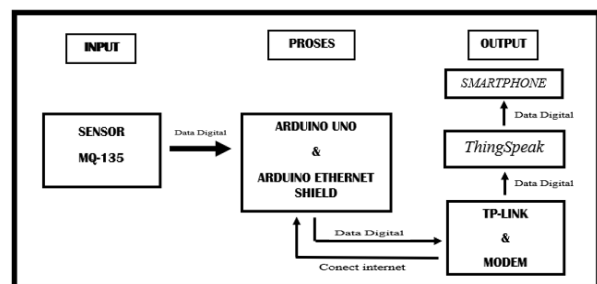 INPUT
PROSES
OUTPUT
SENSOR
MQ-135
Data Digital
ARDUINO UNO
&
ARDUINO ETHERNET
SHIELD
Data Digital
Conect internet
TP-LINK
&
MODEM
Data Digital
ThingSpeak
Data Digital
SMARTPHONE